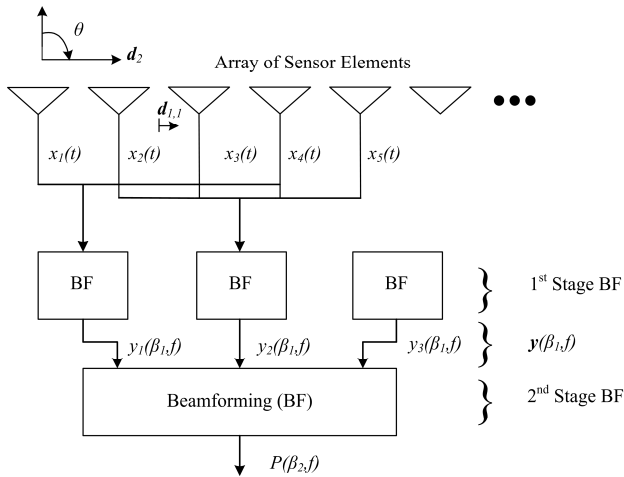 θ
d2
Array of Sensor Elements
d1,1
x1(t) x2(t) x3(t) x4(t) x5(t)
BF BF BF } 1st Stage BF
y1(β1,f) y2(β1,f) y3(β1,f) } y(β1,f)
Beamforming (BF) } 2nd Stage BF
P(β2,f)